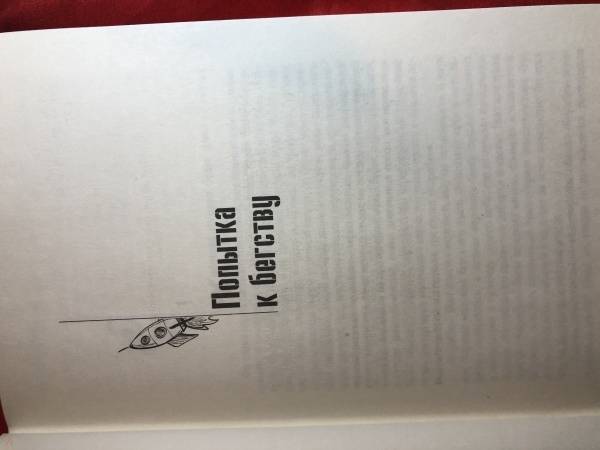 Попытка
к бегству